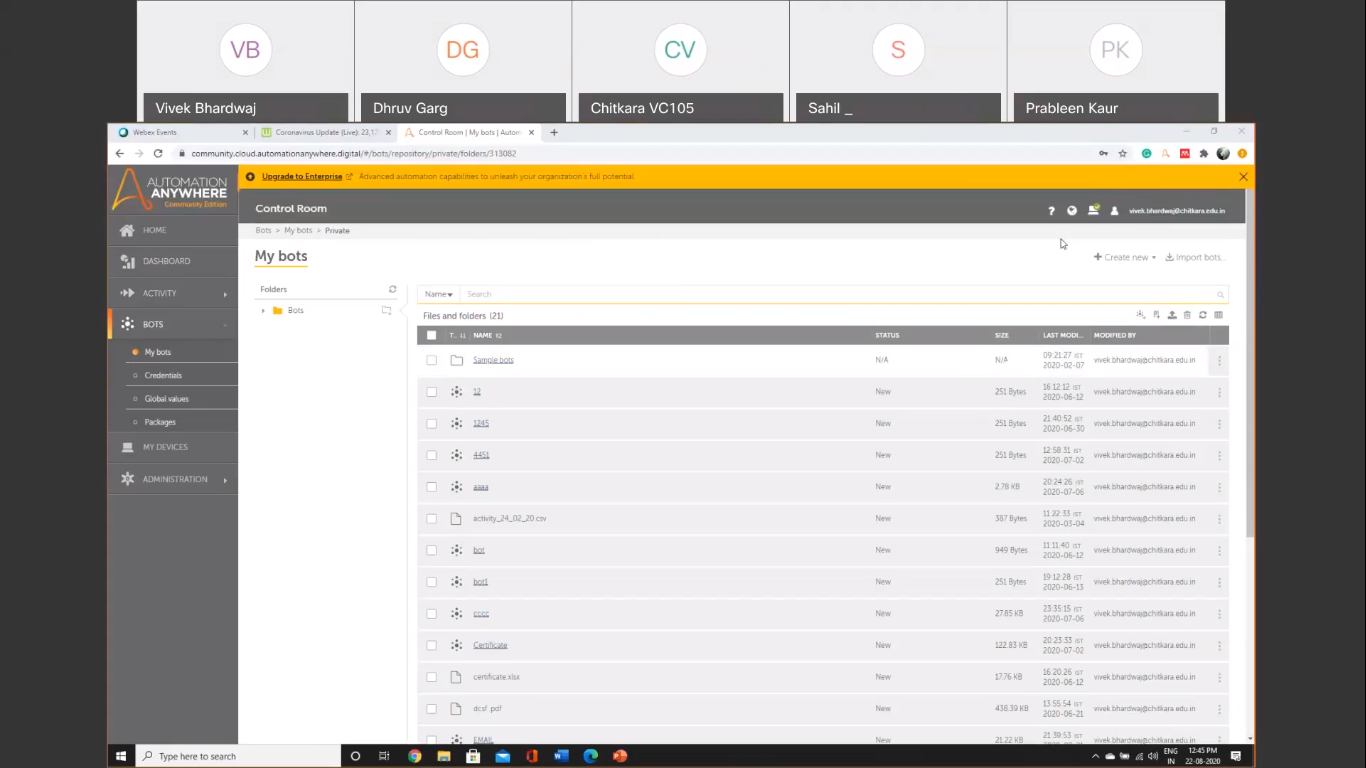 VB
DG
CV
S
PK
Vivek Bhardwaj
Dhruv Garg
Chitkara VC105
Sahil _
Prableen Kaur
Webex Events
Coronavirus Update (Live): 23,17
Control Room | My bots | Autom
community.cloud.automationanywhere.digital/#/bots/repository/private/folders/313082
AUTOMATION
ANYWHERE
Community Edition
Upgrade to Enterprise
Advanced automation capabilities to unleash your organization's full potential.
Control Room
vivek.bhardwaj@chitkara.edu.in
Bots > My bots > Private
My bots
Create new
Import bots...
HOME
DASHBOARD
ACTIVITY
BOTS
My bots
Credentials
Global values
Packages
MY DEVICES
ADMINISTRATION
Folders
Bots
Name
Search
Files and folders (21)
T... NAME STATUS SIZE LAST MODI... MODIFIED BY
Sample bots N/A N/A 09:21:27 IST 2020-02-07 vivek.bhardwaj@chitkara.edu.in
12 New 251 Bytes 16:12:12 IST 2020-06-12 vivek.bhardwaj@chitkara.edu.in
1245 New 251 Bytes 21:40:52 IST 2020-06-30 vivek.bhardwaj@chitkara.edu.in
4451 New 251 Bytes 12:58:31 IST 2020-07-02 vivek.bhardwaj@chitkara.edu.in
aaaa New 2.78 KB 20:24:26 IST 2020-07-06 vivek.bhardwaj@chitkara.edu.in
activity_24_02_20.csv New 387 Bytes 11:22:33 IST 2020-03-04 vivek.bhardwaj@chitkara.edu.in
bot New 949 Bytes 11:11:40 IST 2020-06-12 vivek.bhardwaj@chitkara.edu.in
bot1 New 251 Bytes 19:12:28 IST 2020-06-13 vivek.bhardwaj@chitkara.edu.in
cccc New 27.85 KB 23:35:15 IST 2020-07-06 vivek.bhardwaj@chitkara.edu.in
Certificate New 122.83 KB 20:23:33 IST 2020-07-02 vivek.bhardwaj@chitkara.edu.in
certificate.xlsx New 17.76 KB 16:20:26 IST 2020-06-12 vivek.bhardwaj@chitkara.edu.in
dcsf.pdf New 438.39 KB 13:55:54 IST 2020-06-21 vivek.bhardwaj@chitkara.edu.in
EMAIL New 21.22 KB 21:39:53 IST vivek.bhardwaj@chitkara.edu.in
Type here to search
ENG
IN
12:45 PM
22-08-2020